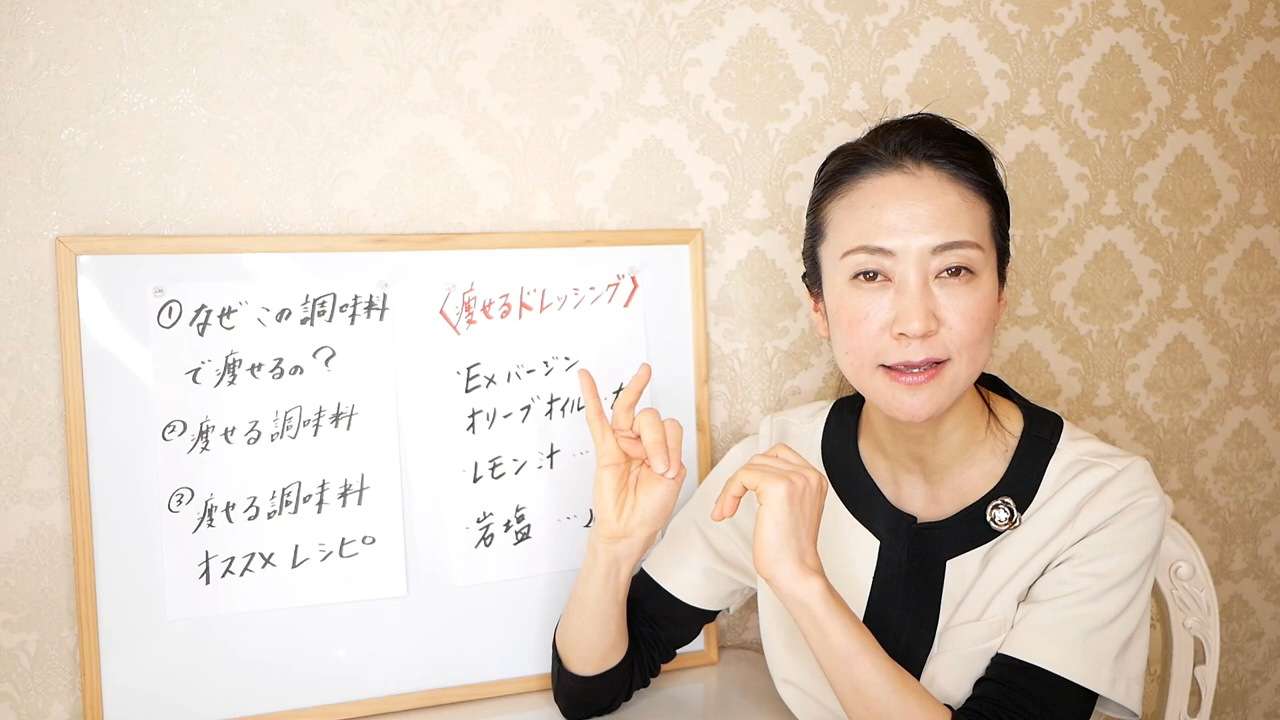 ①なぜこの調味料
で痩せるの?
②痩せる調味料
③痩せる調味料
オススメレシピ
〈痩せるドレッシング〉
・EXバージン
オリーブオイル
・レモン汁…
・岩塩…